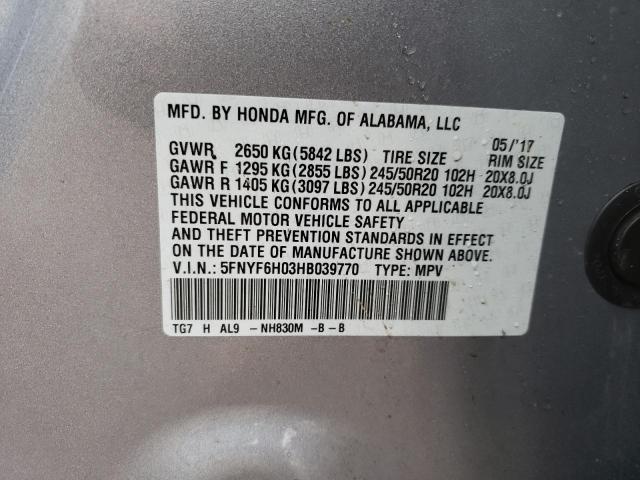 MFD. BY HONDA MFG. OF ALABAMA, LLC
05/'17
GVWR 2650 KG(5842 LBS) TIRE SIZE RIM SIZE
GAWR F 1295 KG(2855 LBS) 245/50R20 102H 20X8.0J
GAWR R 1405 KG(3097 LBS) 245/50R20 102H 20X8.0J
THIS VEHICLE CONFORMS TO ALL APPLICABLE
FEDERAL MOTOR VEHICLE SAFETY
AND THEFT PREVENTION STANDARDS IN EFFECT
ON THE DATE OF MANUFACTURE SHOWN ABOVE.
V.I.N.: 5FNYF6H03HB039770 TYPE: MPV
TG7 H AL9 -NH830M -B-B